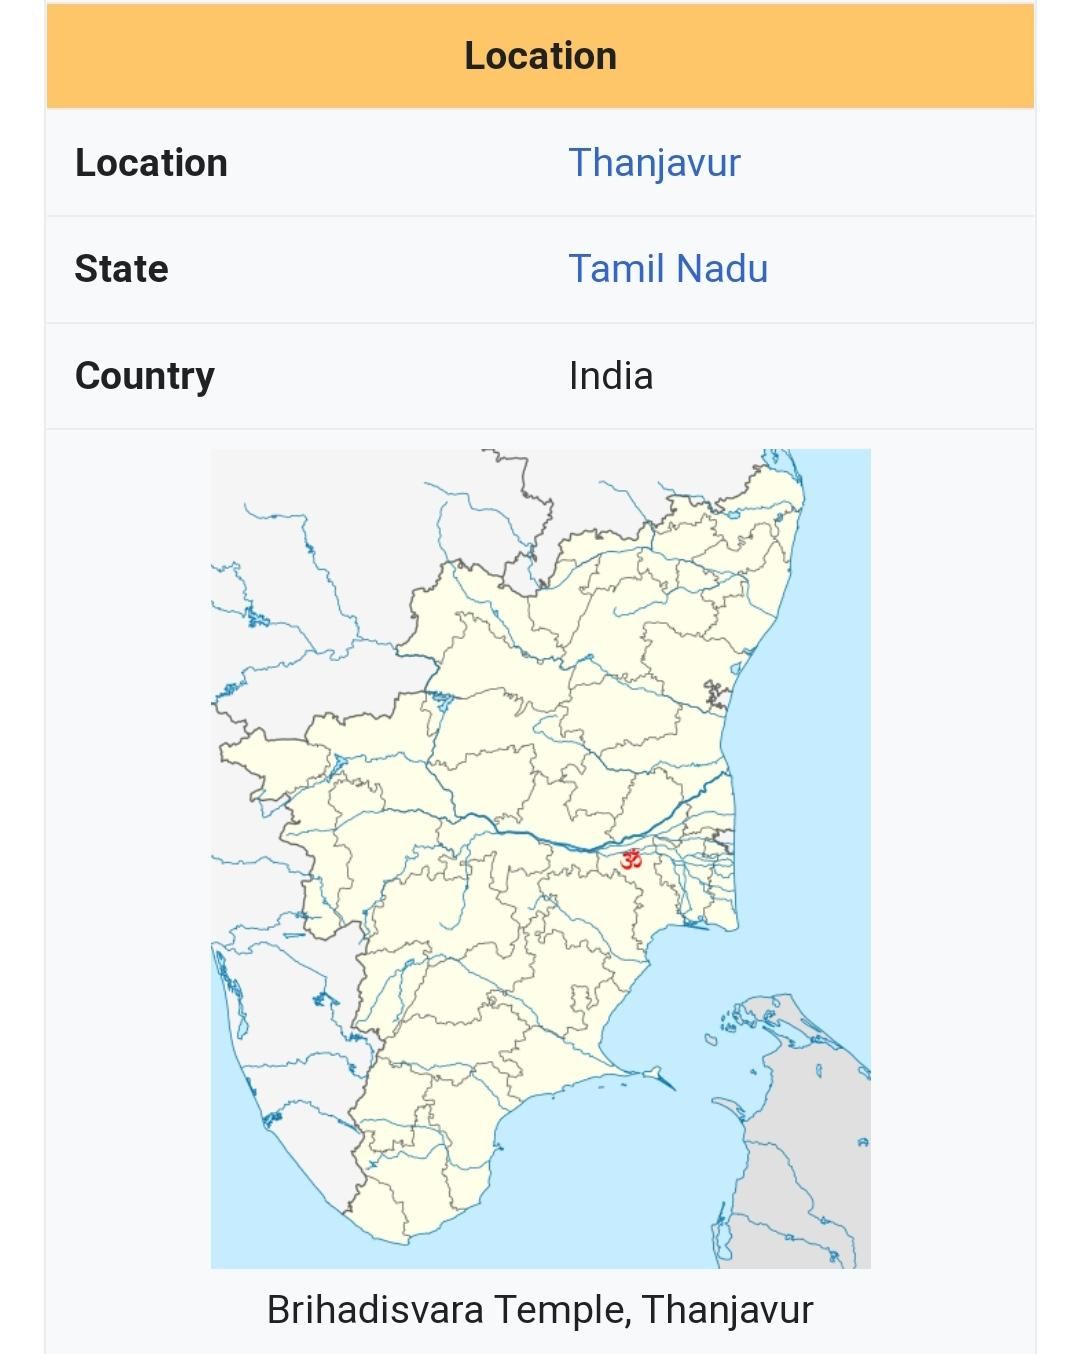 Location
Location Thanjavur
State Tamil Nadu
Country India
ॐ
Brihadisvara Temple, Thanjavur